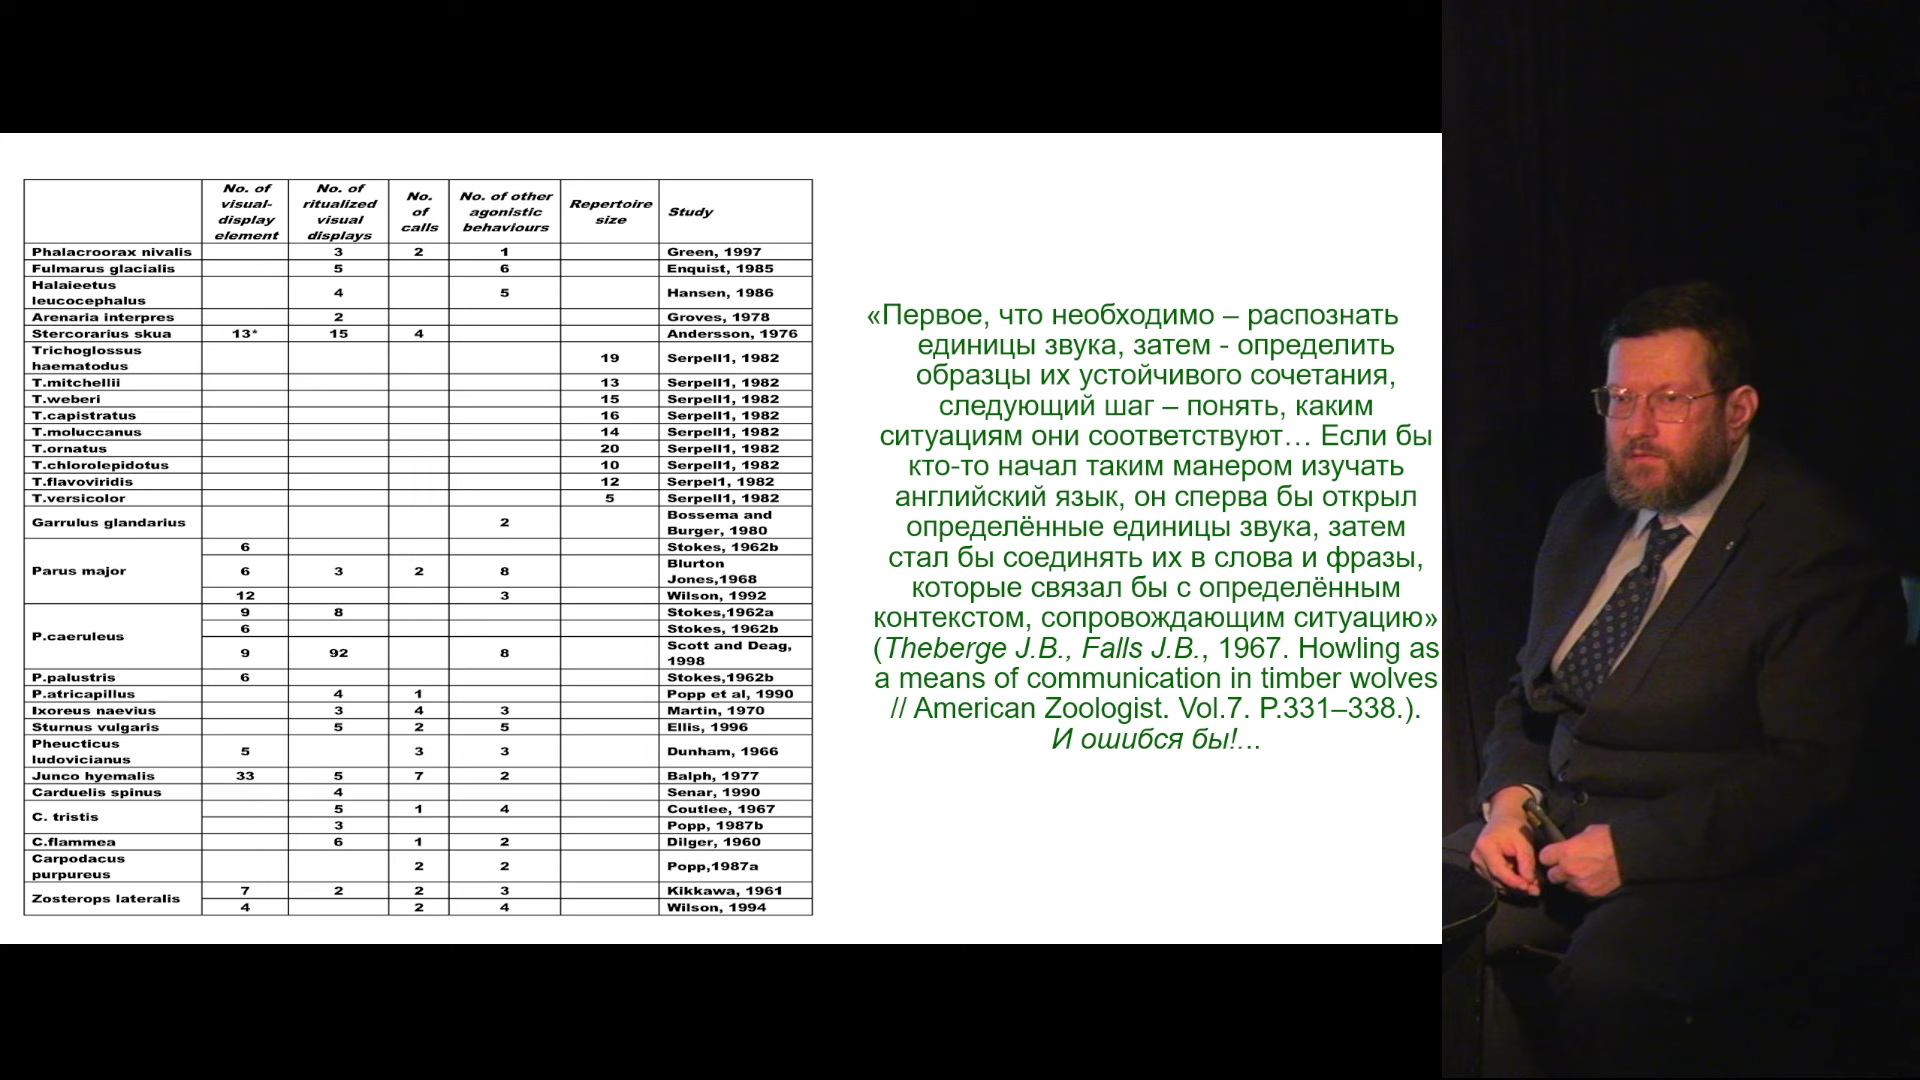 No. of visual-display element No. of ritualized visual displays No. of calls No. of other agonistic behaviours Repertoire size Study
Phalacroorax nivalis 3 2 1 Green, 1997
Fulmarus glacialis 5 6 Enquist, 1985
Halaieetus leucocephalus 4 5 Hansen, 1986
Arenaria interpres 2 Groves, 1978
Stercorarius skua 13* 15 4 Andersson, 1976
Trichoglossus haematodus 19 Serpell1, 1982
T.mitchellii 13 Serpell1, 1982
T.weberi 15 Serpell1, 1982
T.capistratus 16 Serpell1, 1982
T.moluccanus 14 Serpell1, 1982
T.ornatus 20 Serpell1, 1982
T.chlorolepidotus 10 Serpell1, 1982
T.flavoviridis 12 Serpel1, 1982
T.versicolor 5 Serpell1, 1982
Garrulus glandarius 2 Bossema and Burger, 1980
Parus major 6 Stokes, 1962b
6 3 2 8 Blurton Jones,1968
12 3 Wilson, 1992
P.caeruleus 9 8 Stokes,1962a
6 Stokes, 1962b
9 92 8 Scott and Deag, 1998
P.palustris 6 Stokes,1962b
P.atricapillus 4 1 Popp et al, 1990
Ixoreus naevius 3 4 3 Martin, 1970
Sturnus vulgaris 5 2 5 Ellis, 1996
Pheucticus ludovicianus 5 3 3 Dunham, 1966
Junco hyemalis 33 5 7 2 Balph, 1977
Carduelis spinus 4 Senar, 1990
C. tristis 5 1 4 Coutlee, 1967
3 Popp, 1987b
C.flammea 6 1 2 Dilger, 1960
Carpodacus purpureus 2 2 Popp,1987a
Zosterops lateralis 7 2 2 3 Kikkawa, 1961
4 2 4 Wilson, 1994
«Первое, что необходимо – распознать
единицы звука, затем - определить
образцы их устойчивого сочетания,
следующий шаг – понять, каким
ситуациям они соответствуют… Если бы
кто-то начал таким манером изучать
английский язык, он сперва бы открыл
определённые единицы звука, затем
стал бы соединять их в слова и фразы,
которые связал бы с определённым
контекстом, сопровождающим ситуацию»
(Theberge J.B., Falls J.B., 1967. Howling as
a means of communication in timber wolves
// American Zoologist. Vol.7. P.331–338.).
И ошибся бы!...